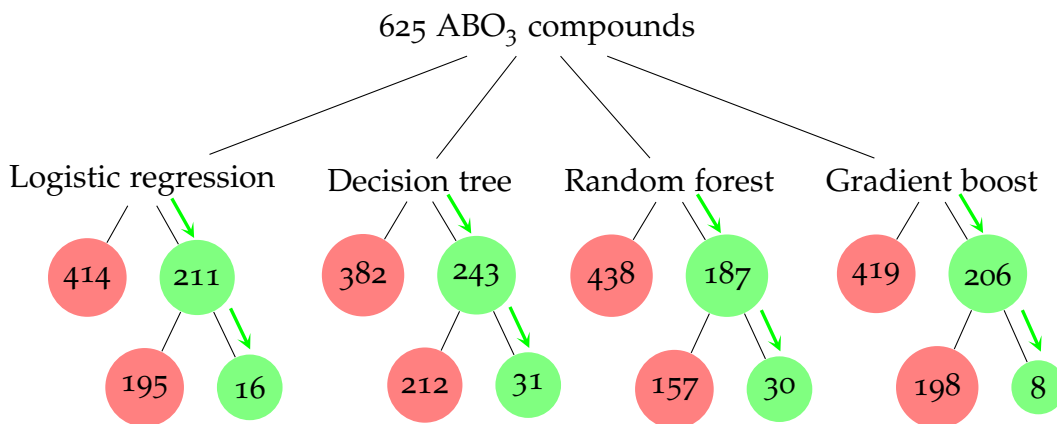 625 ABO₃ compounds
Logistic regression Decision tree Random forest Gradient boost
414 211 382 243 438 187 419 206
195 16 212 31 157 30 198 8